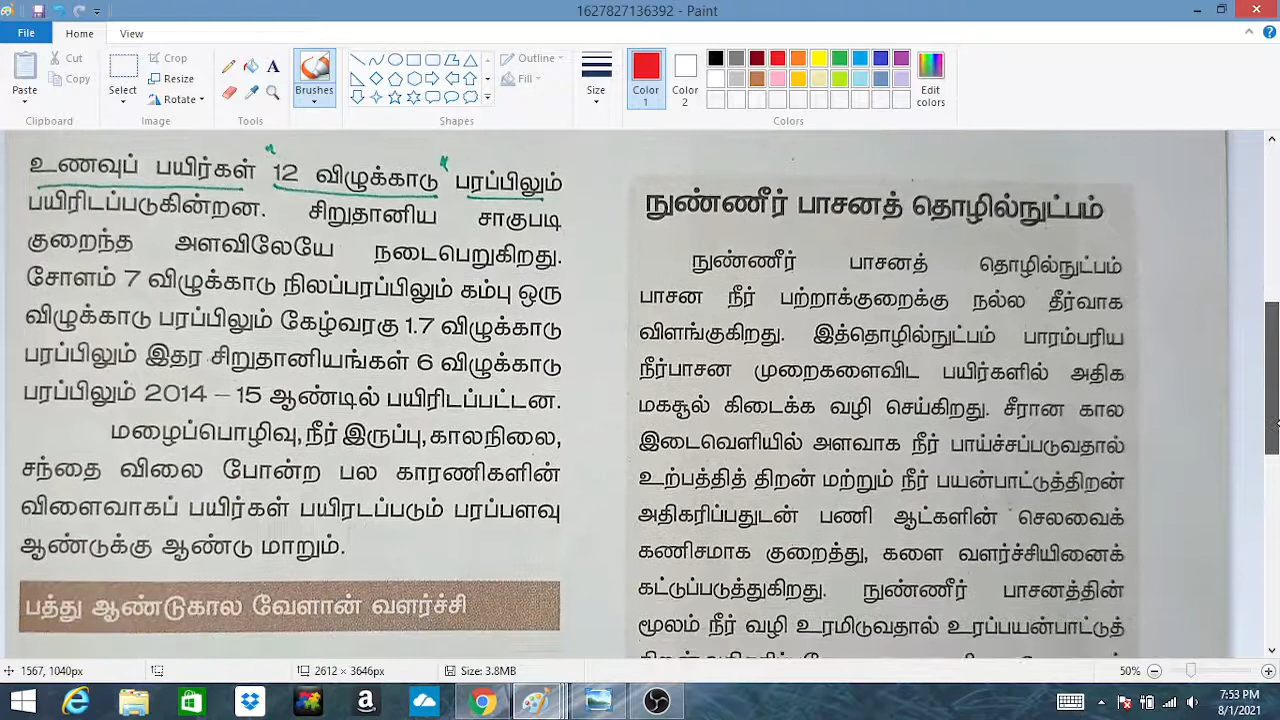 1627827136392 - Paint
File
Home
View
Paste
Cut
Copy
Clipboard
Select
Crop
Resize
Rotate
Image
Tools
Brushes
Outline
Fill
Shapes
Size
Color 1
Color 2
Edit colors
Colors
உணவுப் பயிர்கள் 12 விழுக்காடு பரப்பிலும்
பயிரிடப்படுகின்றன. சிறுதானிய சாகுபடி
குறைந்த அளவிலேயே நடைபெறுகிறது.
சோளம் 7 விழுக்காடு நிலப்பரப்பிலும் கம்பு ஒரு
விழுக்காடு பரப்பிலும் கேழ்வரகு 1.7 விழுக்காடு
பரப்பிலும் இதர சிறுதானியங்கள் 6 விழுக்காடு
பரப்பிலும் 2014 – 15 ஆண்டில் பயிரிடப்பட்டன.
மழைப்பொழிவு, நீர் இருப்பு, காலநிலை,
சந்தை விலை போன்ற பல காரணிகளின்
விளைவாகப் பயிர்கள் பயிரடப்படும் பரப்பளவு
ஆண்டுக்கு ஆண்டு மாறும்.
பத்து ஆண்டுகால வேளான் வளர்ச்சி
நுண்ணீர் பாசனத் தொழில்நுட்பம்
நுண்ணீர் பாசனத் தொழில்நுட்பம்
பாசன நீர் பற்றாக்குறைக்கு நல்ல தீர்வாக
விளங்குகிறது. இத்தொழில்நுட்பம் பாரம்பரிய
நீர்பாசன முறைகளைவிட பயிர்களில் அதிக
மகசூல் கிடைக்க வழி செய்கிறது. சீரான கால
இடைவெளியில் அளவாக நீர் பாய்ச்சப்படுவதால்
உற்பத்தித் திறன் மற்றும் நீர் பயன்பாட்டுத்திறன்
அதிகரிப்பதுடன் பணி ஆட்களின் செலவைக்
கணிசமாக குறைத்து, களை வளர்ச்சியினைக்
கட்டுப்படுத்துகிறது. நுண்ணீர் பாசனத்தின்
மூலம் நீர் வழி உரமிடுவதால் உரப்பயன்பாட்டுத்
1567, 1040px
2612 × 3646px
Size: 3.8MB
50%
7:53 PM
8/1/2021